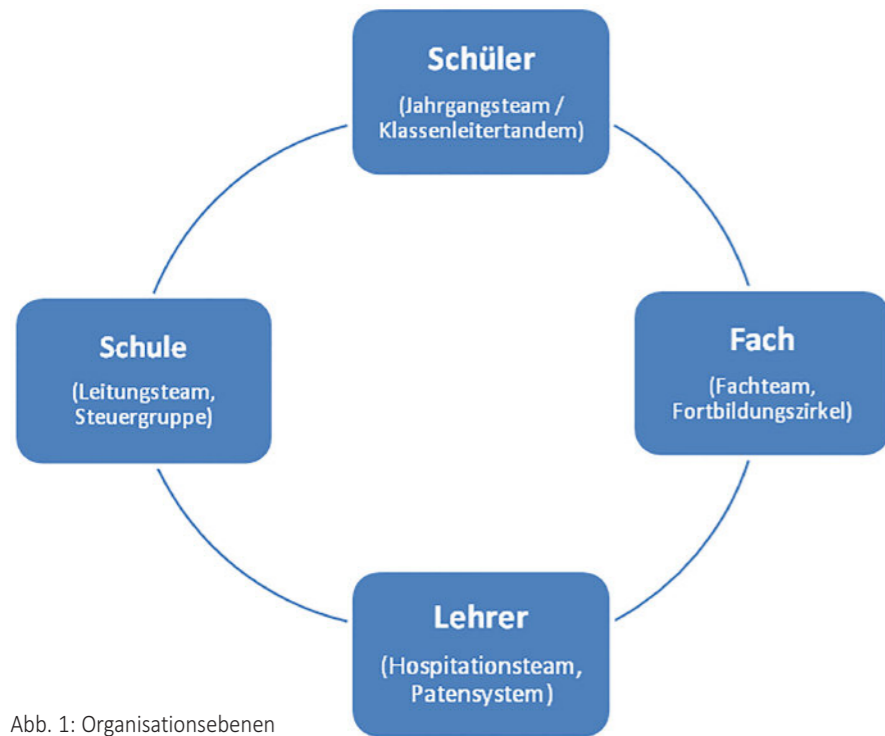 Schüler
(Jahrgangsteam /
Klassenleitertandem)
Schule
(Leitungsteam,
Steuergruppe)
Fach
(Fachteam,
Fortbildungszirkel)
Lehrer
(Hospitationsteam,
Patensystem)
Abb. 1: Organisationsebenen